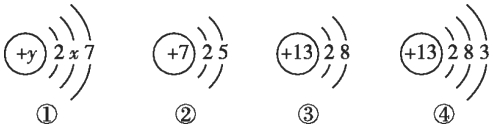 +y 2 x 7 +7 2 5 +13 2 8 +13 2 8 3
① ② ③ ④